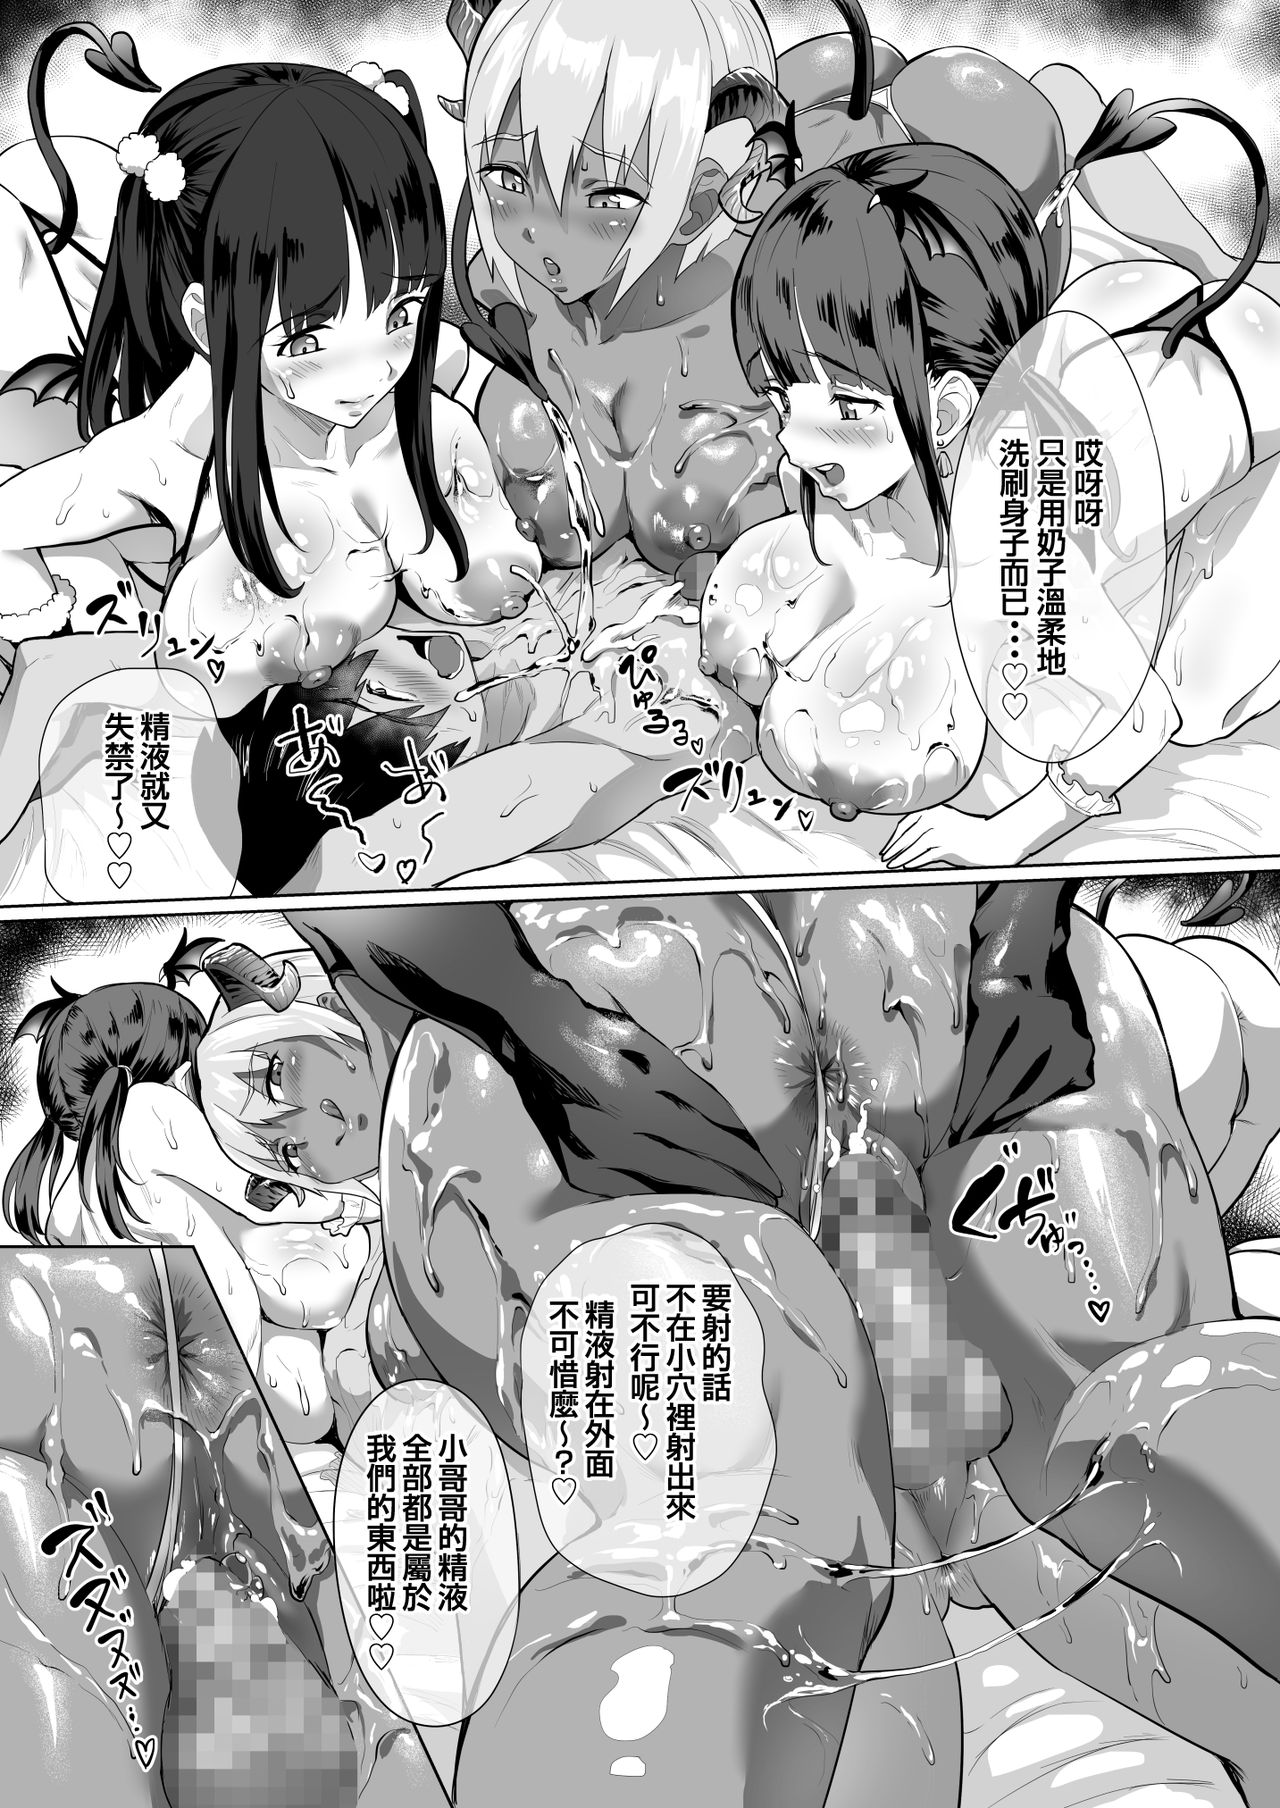 哎呀呀
只是用奶子溫柔地
洗刷身子而已・・・♡♡
ズリュン♡
ぴゅるるる♡
あ゛～♡
お゛～♡
ズリュン♡
精液就又
失禁了～♡♡
ぐぢゅっ…♡
要射的話
不在小穴裡射出來
可不行呢～♡
精液射在外面
不可惜麼～？♡
小哥哥的精液
全部都是屬於
我們的東西啦♡♡
ズダヌヌ…♡